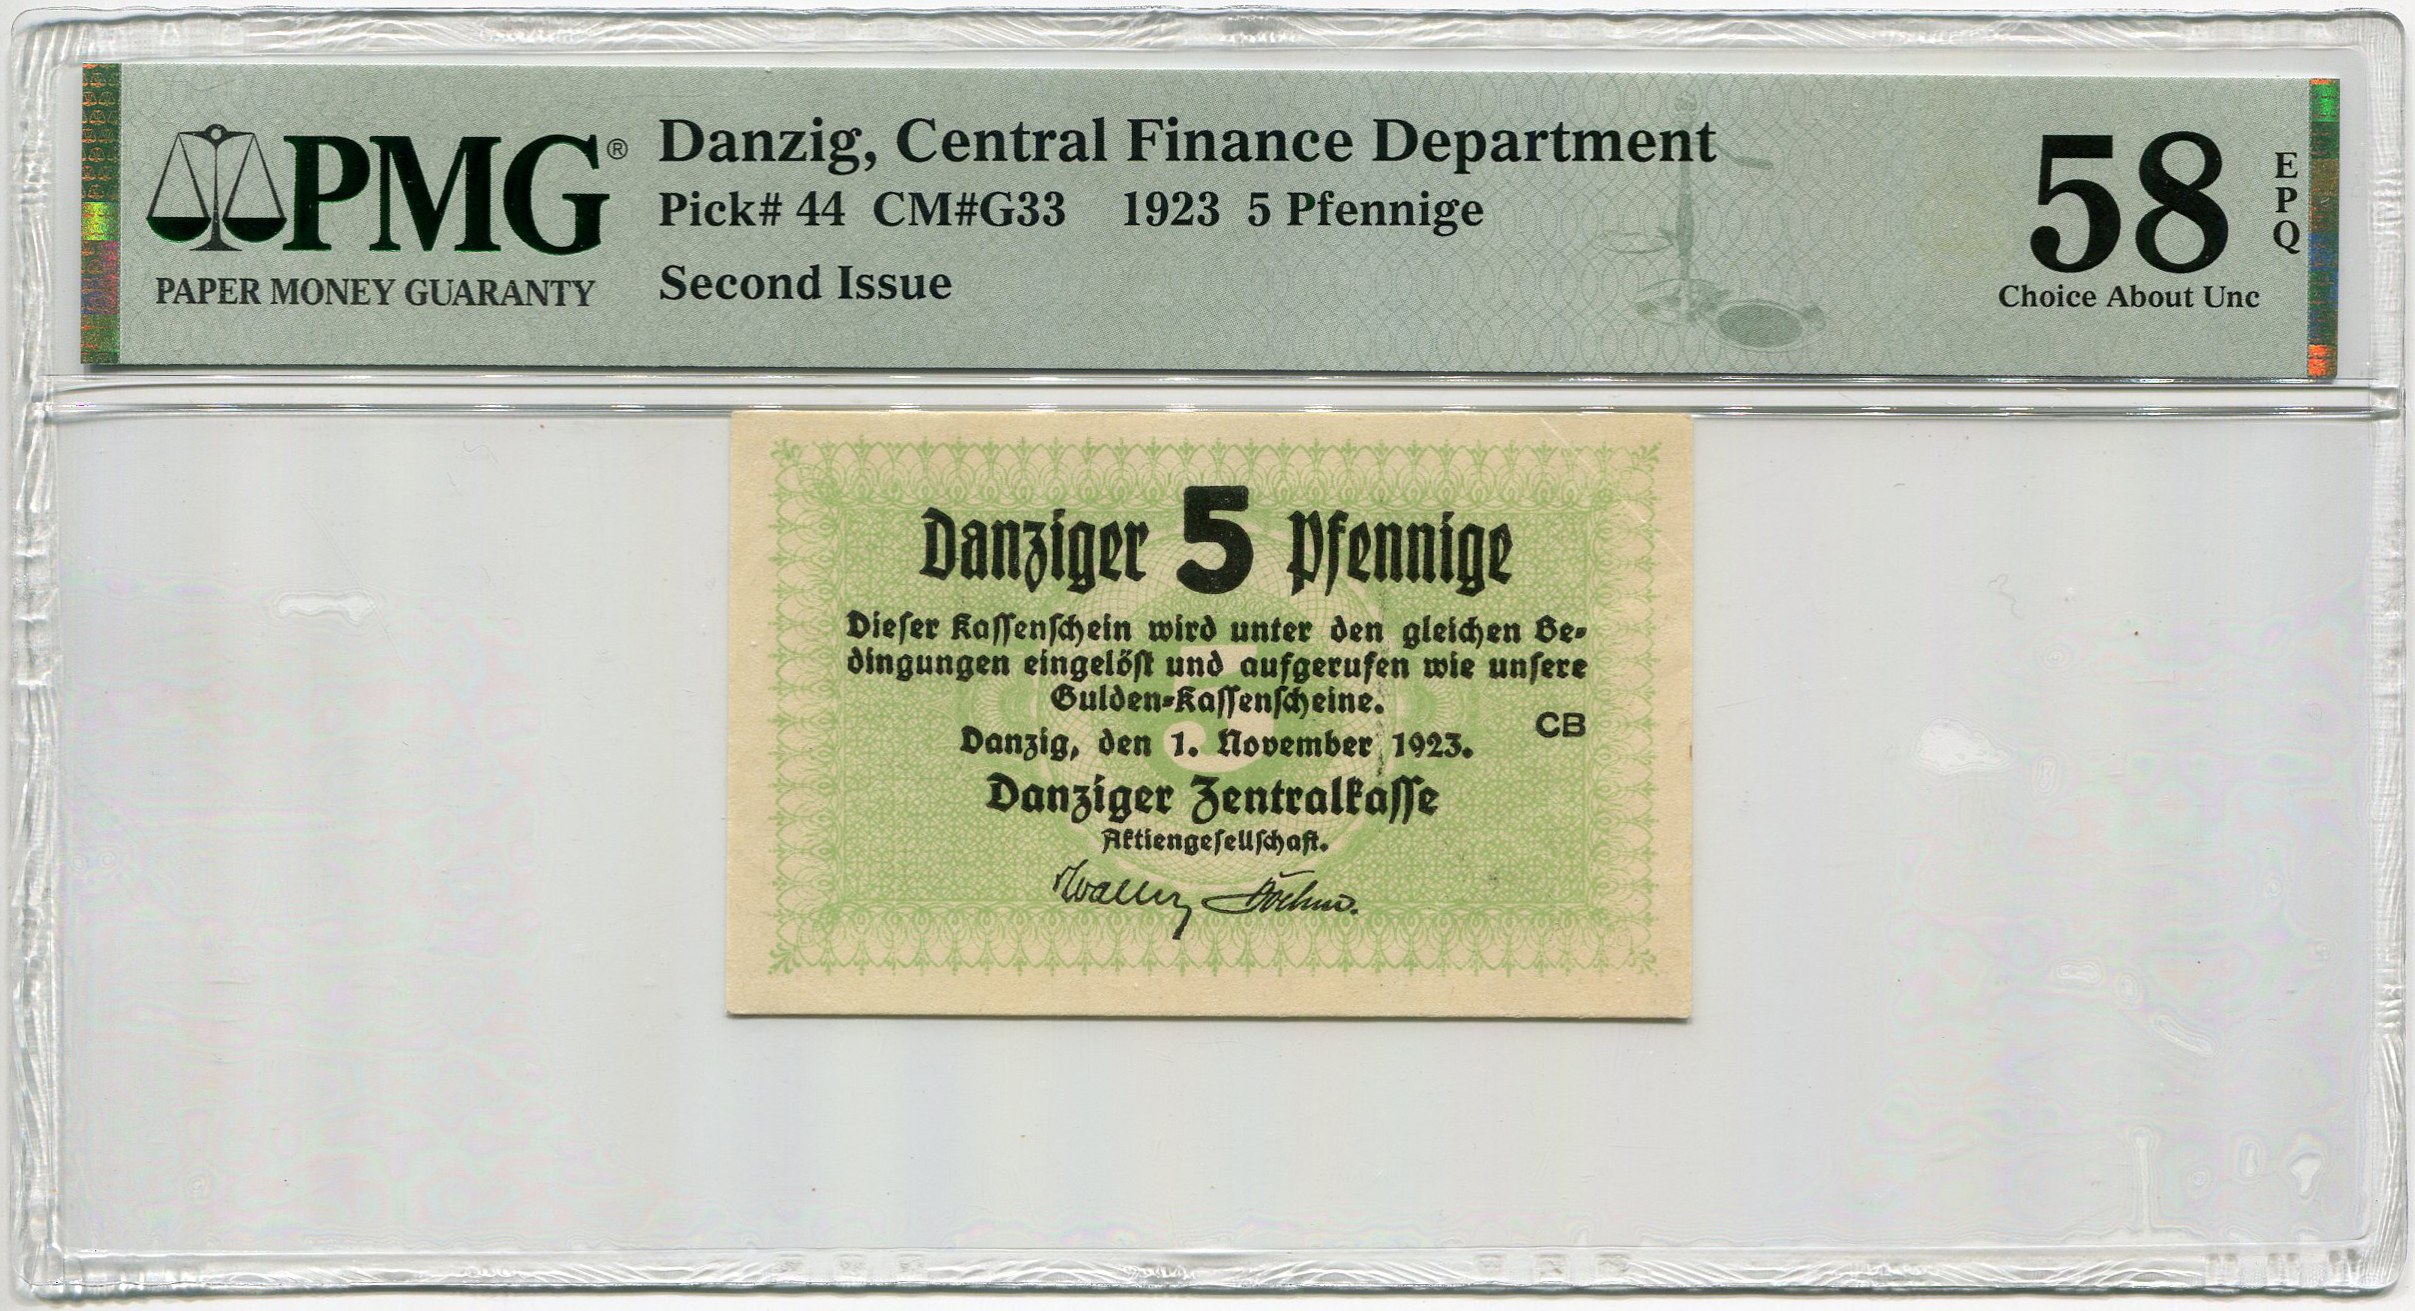 PMG®
PAPER MONEY GUARANTY
Danzig, Central Finance Department
Pick# 44 CM#G33 1923 5 Pfennige
Second Issue
58
EPQ
Choice About Unc
Danziger 5 Pfennige
Dieſer Kaſſenſchein wird unter den gleichen Be-
dingungen eingelöſt und aufgerufen wie unſere
Gulden-Kaſſenſcheine.
CB
Danzig, den 1. November 1923.
Danziger Zentralkaſſe
Aktiengeſellſchaft.